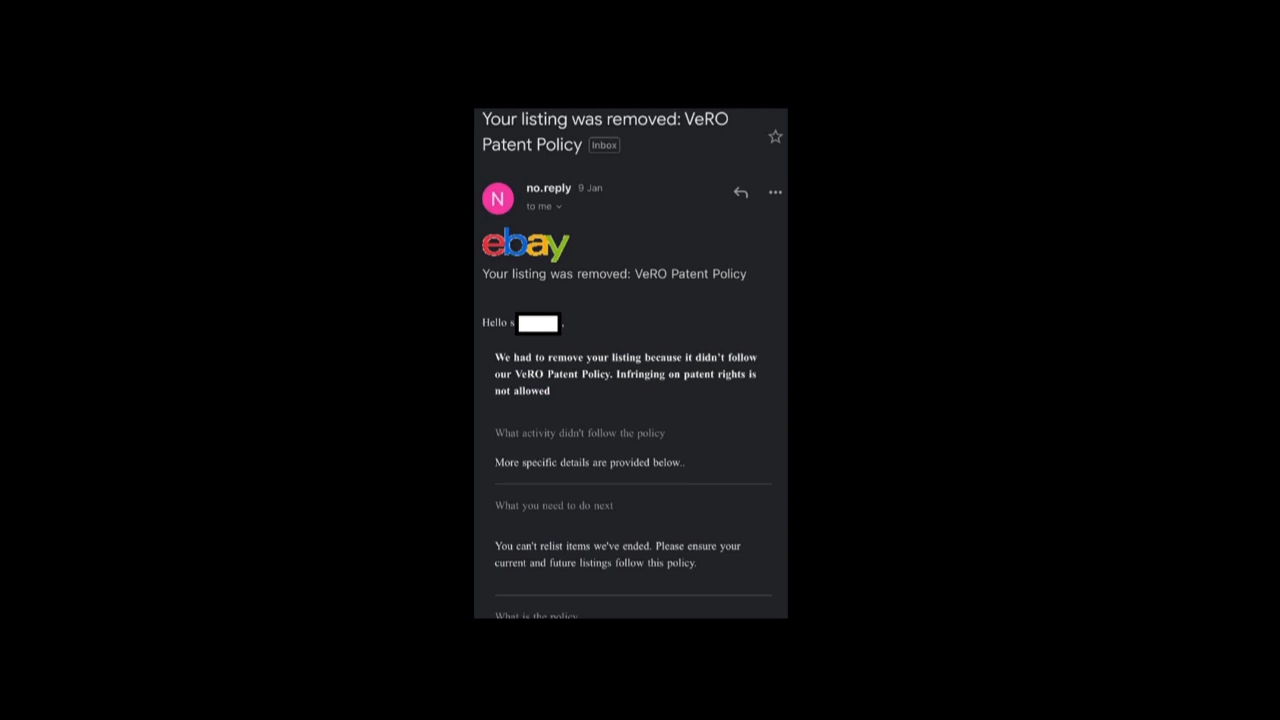 Your listing was removed: VeRO
Patent Policy Inbox
N
no.reply 9 Jan
to me
ebay
Your listing was removed: VeRO Patent Policy
Hello s ,
We had to remove your listing because it didn't follow
our VeRO Patent Policy. Infringing on patent rights is
not allowed
What activity didn't follow the policy
More specific details are provided below..
What you need to do next
You can't relist items we've ended. Please ensure your
current and future listings follow this policy.
What is the policy